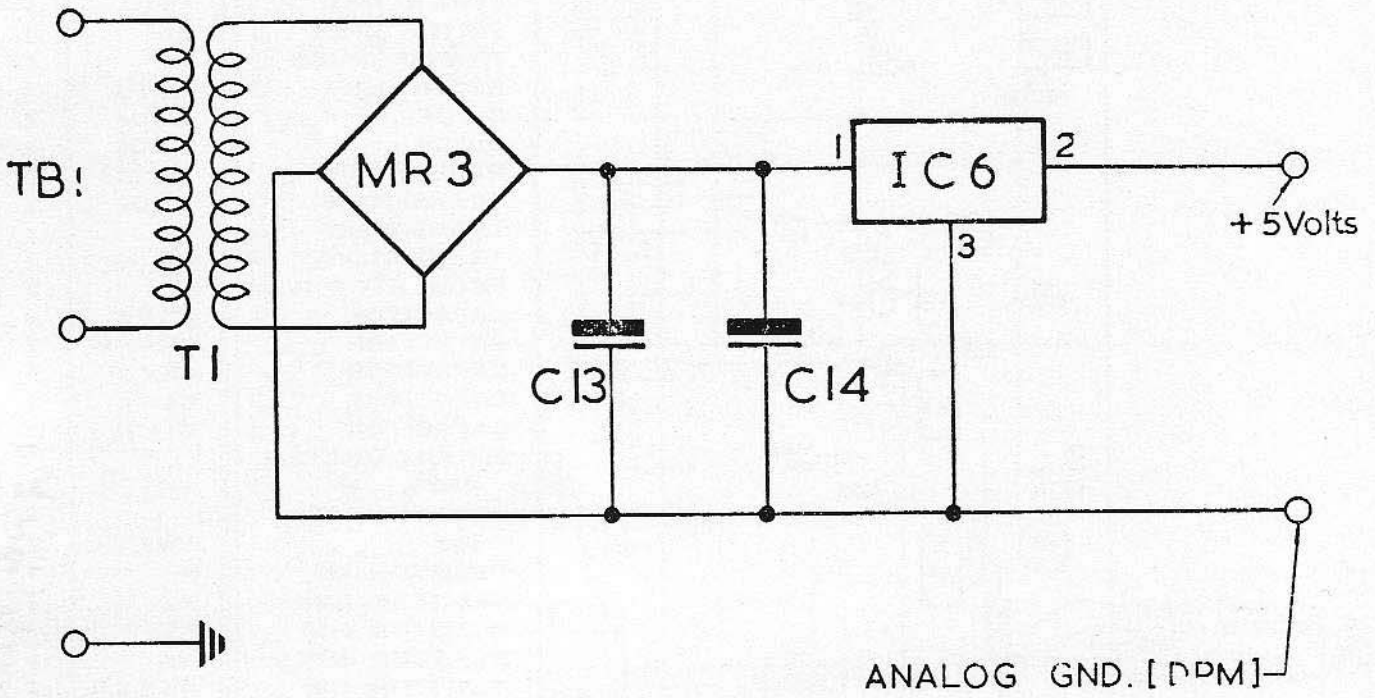 TB!
T1
MR3
C13
C14
1
IC6
2
3
+5Volts
ANALOG GND. [DPM]